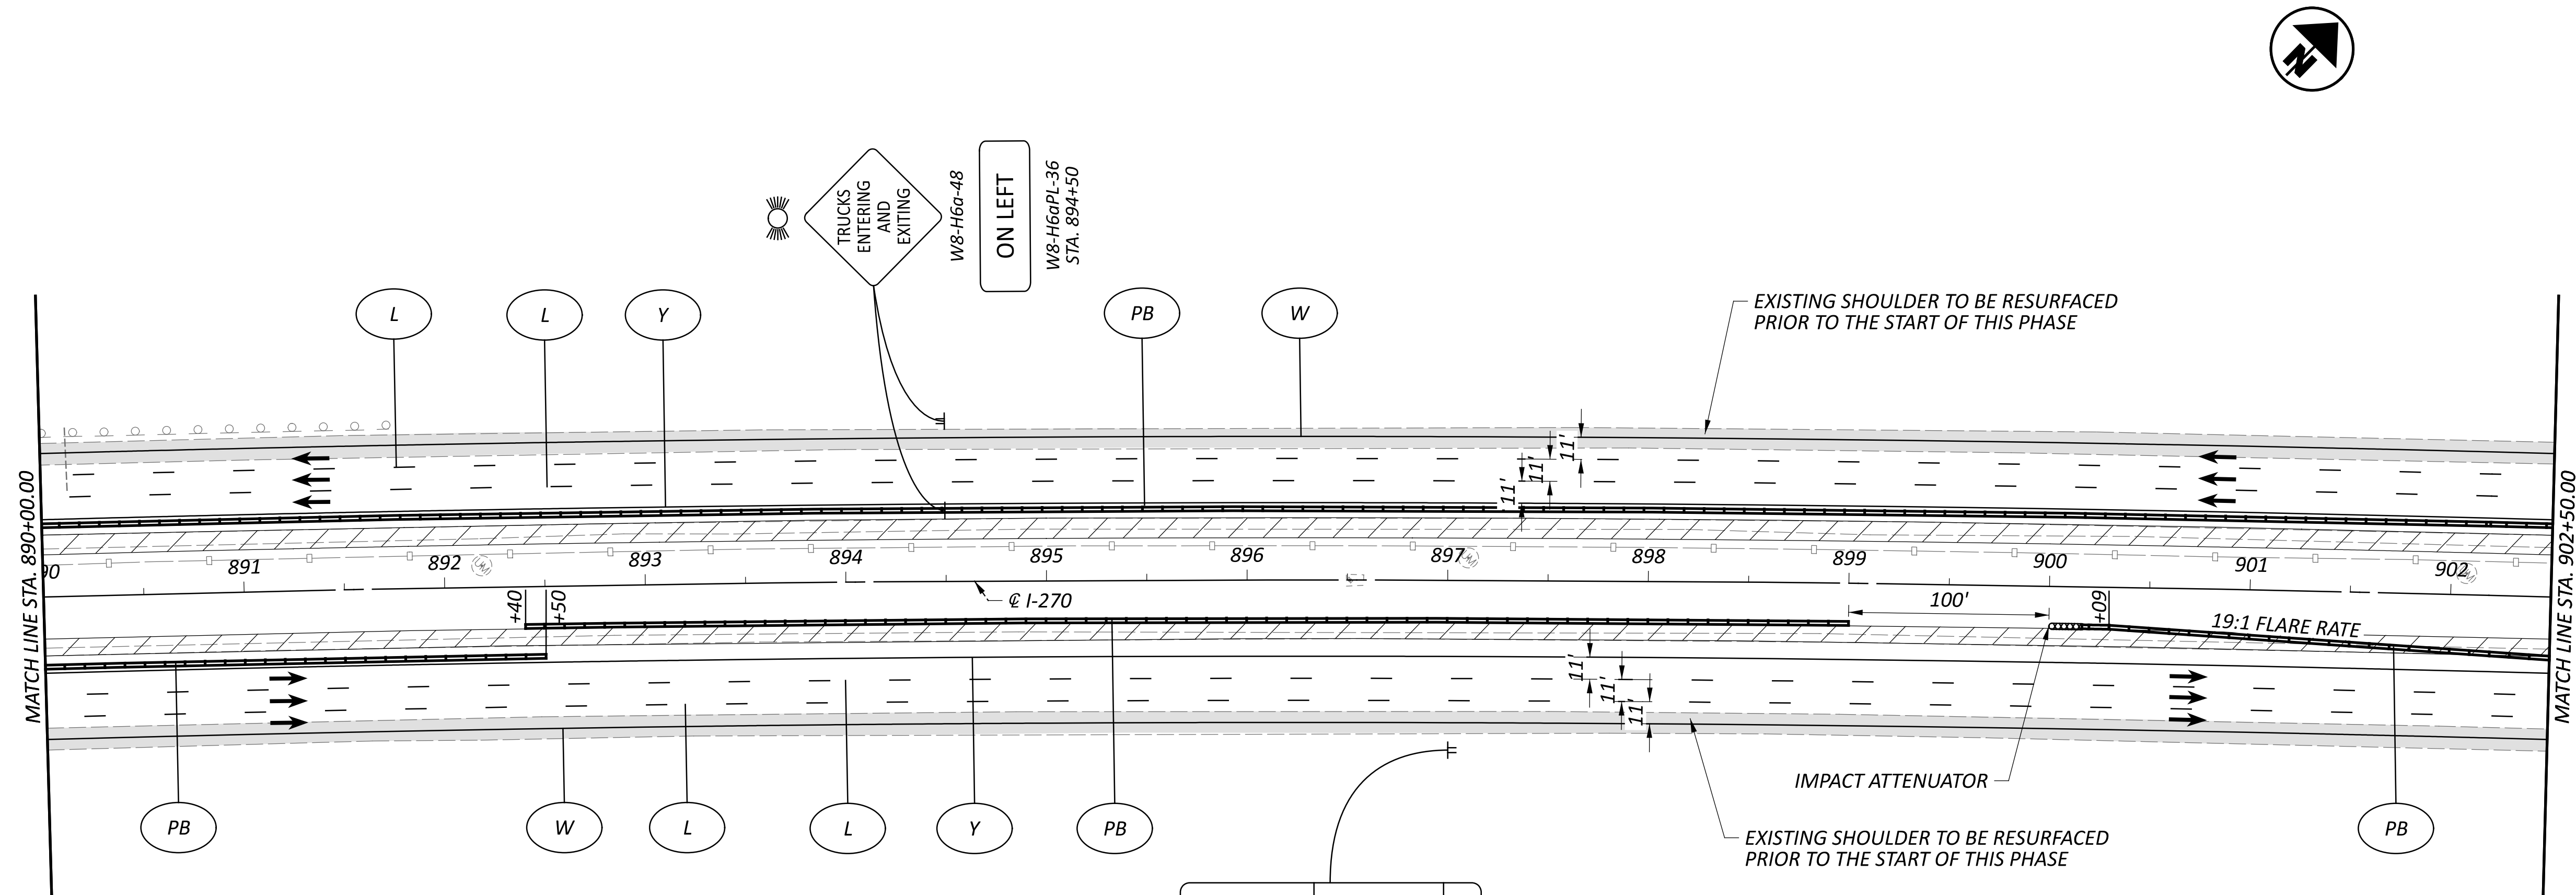 N
TRUCKS
ENTERING
AND
EXITING
W8-H6a-48
ON LEFT
W8-H6aPL-36
STA. 894+50
L
L
Y
PB
W
EXISTING SHOULDER TO BE RESURFACED
PRIOR TO THE START OF THIS PHASE
11'
11'
11'
MATCH LINE STA. 890+00.00
MATCH LINE STA. 902+50.00
90
891
892
893
894
895
896
897
898
899
900
901
902
℄ I-270
+40
+50
100'
+09
19:1 FLARE RATE
11'
11'
11'
IMPACT ATTENUATOR
PB
W
L
L
Y
PB
PB
EXISTING SHOULDER TO BE RESURFACED
PRIOR TO THE START OF THIS PHASE